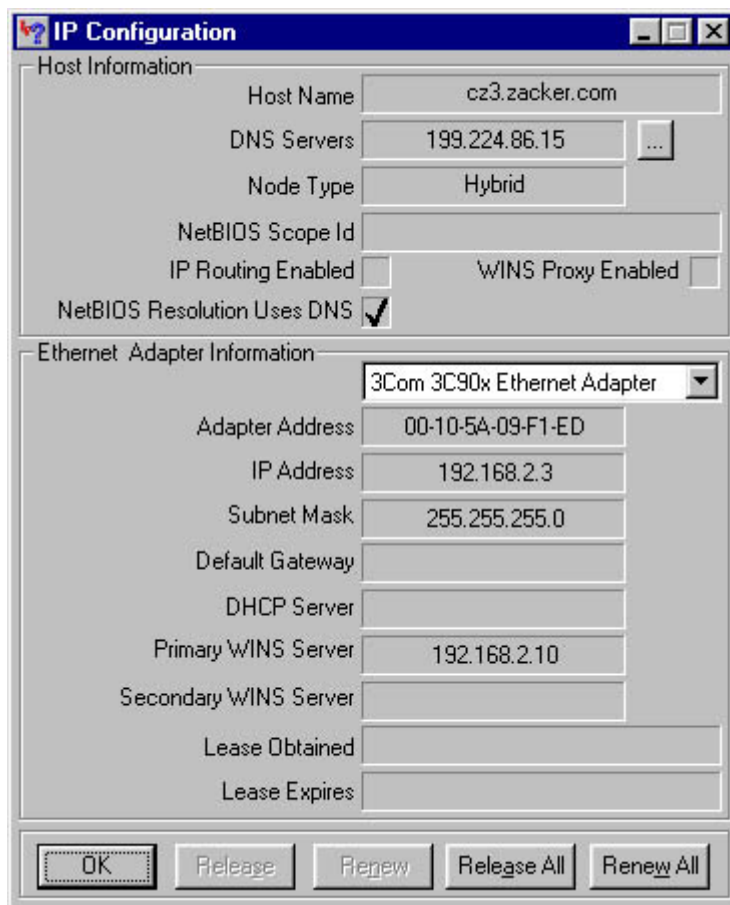 IP Configuration
Host Information
Host Name cz3.zacker.com
DNS Servers 199.224.86.15 ...
Node Type Hybrid
NetBIOS Scope Id
IP Routing Enabled WINS Proxy Enabled
NetBIOS Resolution Uses DNS
Ethernet Adapter Information
3Com 3C90x Ethernet Adapter
Adapter Address 00-10-5A-09-F1-ED
IP Address 192.168.2.3
Subnet Mask 255.255.255.0
Default Gateway
DHCP Server
Primary WINS Server 192.168.2.10
Secondary WINS Server
Lease Obtained
Lease Expires
OK Release Renew Release All Renew All